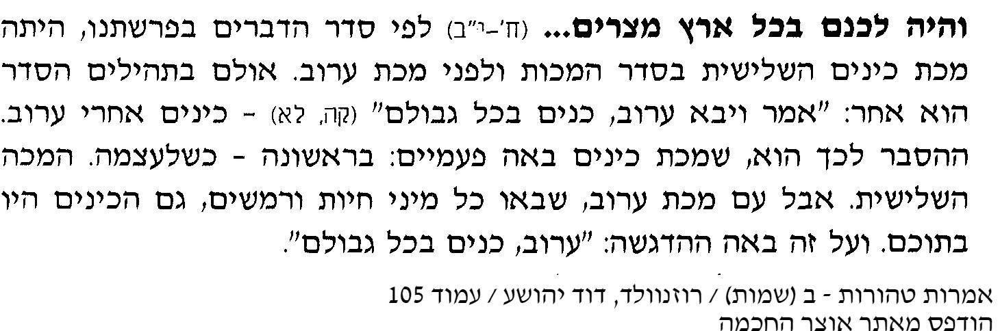 והיה לכנם בכל ארץ מצרים... (ח'-י"ב) לפי סדר הדברים בפרשתנו, היתה
מכת כינים השלישית בסדר המכות ולפני מכת ערוב. אולם בתהילים הסדר
הוא אחר: "אמר ויבא ערוב, כנים בכל גבולם" (קה, לא) - כינים אחרי ערוב.
ההסבר לכך הוא, שמכת כינים באה פעמיים: בראשונה - כשלעצמה. המכה
השלישית. אבל עם מכת ערוב, שבאו כל מיני חיות ורמשים, גם הכינים היו
בתוכם. ועל זה באה ההדגשה: "ערוב, כנים בכל גבולם".
אמרות טהורות - ב (שמות) / רוזנוולד, דוד יהושע / עמוד 105
הודפס מאתר אוצר החכמה